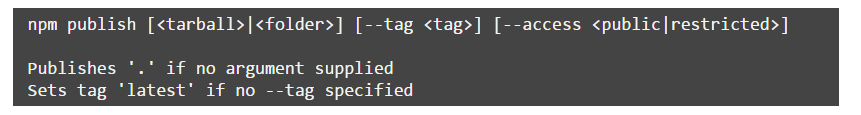 npm publish [<tarball>|<folder>] [--tag <tag>] [--access <public|restricted>]
Publishes '.' if no argument supplied
Sets tag 'latest' if no --tag specified